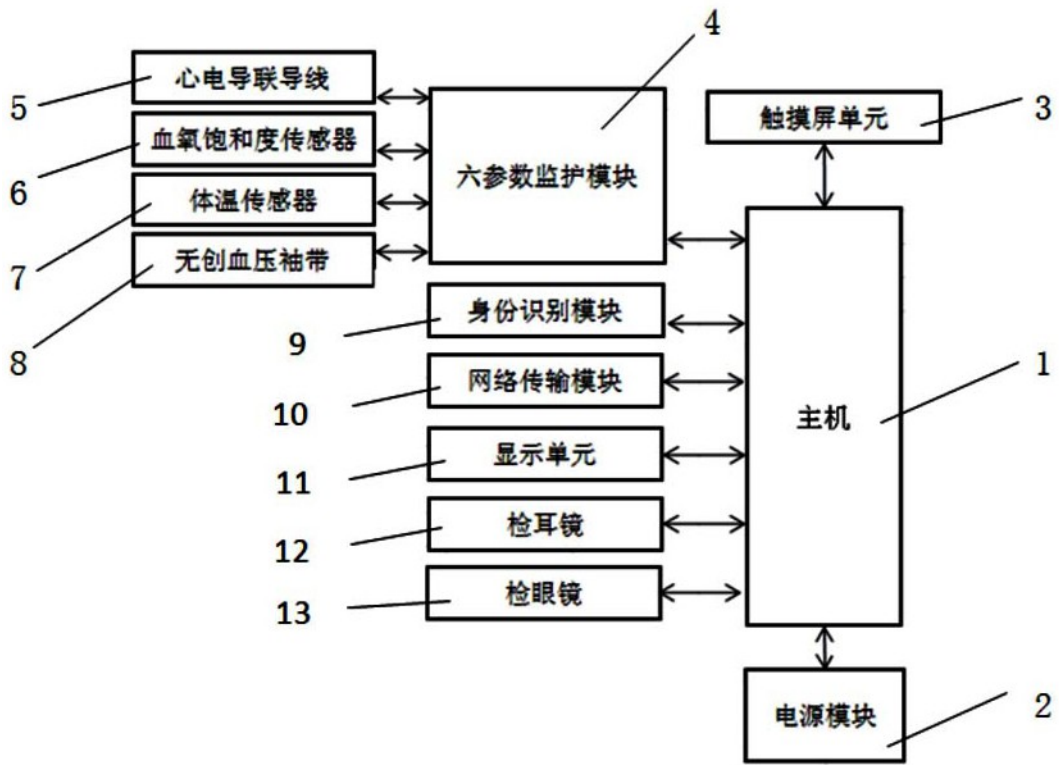 4
心电导联导线
5
触摸屏单元
3
血氧饱和度传感器
6
六参数监护模块
体温传感器
7
无创血压袖带
8
身份识别模块
9
网络传输模块
10
主机
1
显示单元
11
检耳镜
12
检眼镜
13
电源模块
2